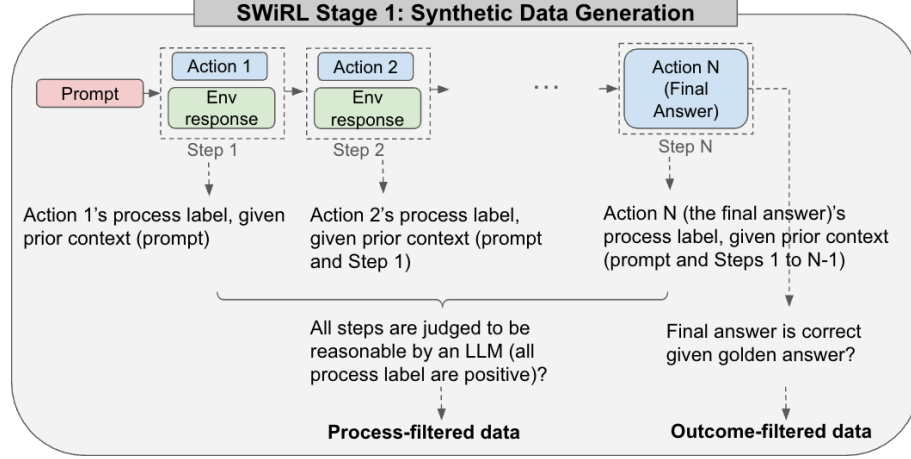 SWiRL Stage 1: Synthetic Data Generation
Prompt
Action 1
Env
response
Step 1
Action 2
Env
response
Step 2
...
Action N
(Final
Answer)
Step N
Action 1's process label, given
prior context (prompt)
Action 2's process label,
given prior context (prompt
and Step 1)
Action N (the final answer)'s
process label, given prior context
(prompt and Steps 1 to N-1)
All steps are judged to be
reasonable by an LLM (all
process label are positive)?
Process-filtered data
Final answer is correct
given golden answer?
Outcome-filtered data